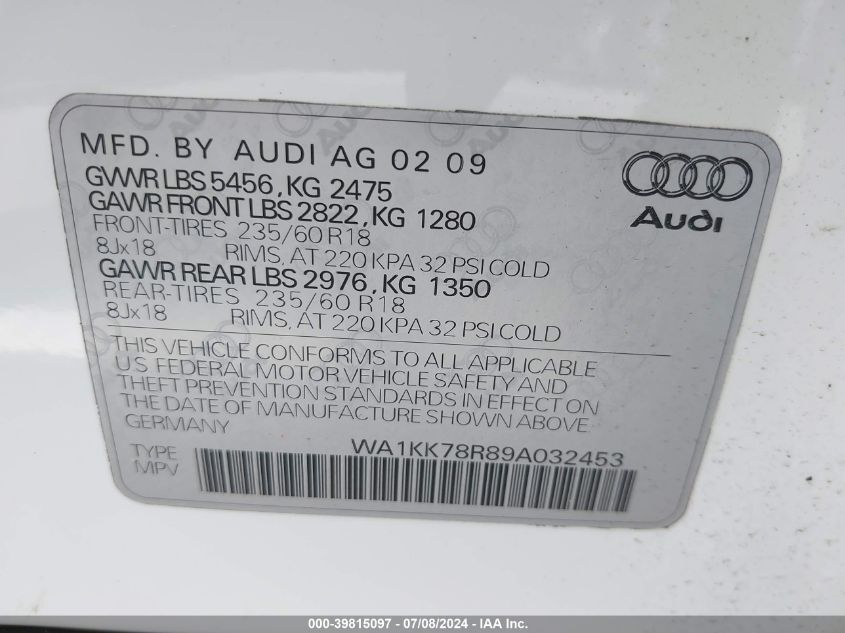 MFD. BY AUDI AG 02 09
GVWR LBS 5456, KG 2475
GAWR FRONT LBS 2822, KG 1280
FRONT-TIRES 235/60 R18
8Jx18 RIMS, AT 220 KPA 32 PSI COLD
GAWR REAR LBS 2976, KG 1350
REAR-TIRES 235/60 R18
8Jx18 RIMS, AT 220 KPA 32 PSI COLD
Audi
THIS VEHICLE CONFORMS TO ALL APPLICABLE
U S FEDERAL MOTOR VEHICLE SAFETY AND
THEFT PREVENTION STANDARDS IN EFFECT ON
THE DATE OF MANUFACTURE SHOWN ABOVE
GERMANY
TYPE WA1KK78R89A032453
MPV
000-39815097 - 07/08/2024 - IAA Inc.